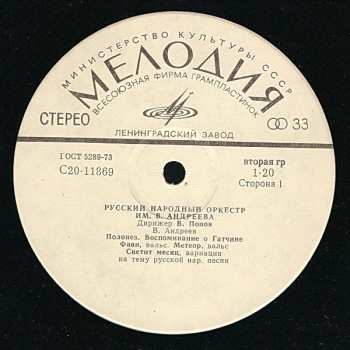 МИНИСТЕРСТВО КУЛЬТУРЫ СССР
МЕЛОДИЯ
ВСЕСОЮЗНАЯ ФИРМА ГРАМПЛАСТИНОК
СТЕРЕО
33
ЛЕНИНГРАДСКИЙ ЗАВОД
ГОСТ 5289-73
С20-11869
вторая гр
1-20
Сторона 1
РУССКИЙ НАРОДНЫЙ ОРКЕСТР
ИМ. В. АНДРЕЕВА
Дирижер В. Попов
В. Андреев
Полонез. Воспоминание о Гатчине
Фавн, вальс. Метеор, вальс
Светит месяц, вариации
на тему русской нар. песни